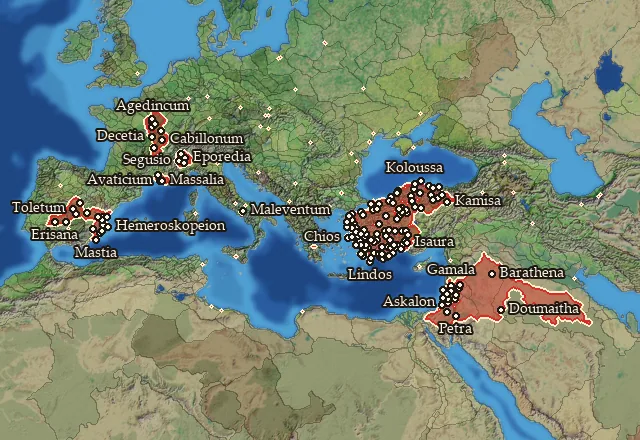 Agedincum
Decetia
Cabillonum
Segusio
Eporedia
Avaticium
Massalia
Koloussa
Toletum
Kamisa
Maleventum
Hemeroskopeion
Erisana
Chios
Isaura
Mastia
Lindos
Gamala
Barathena
Askalon
Doumaitha
Petra